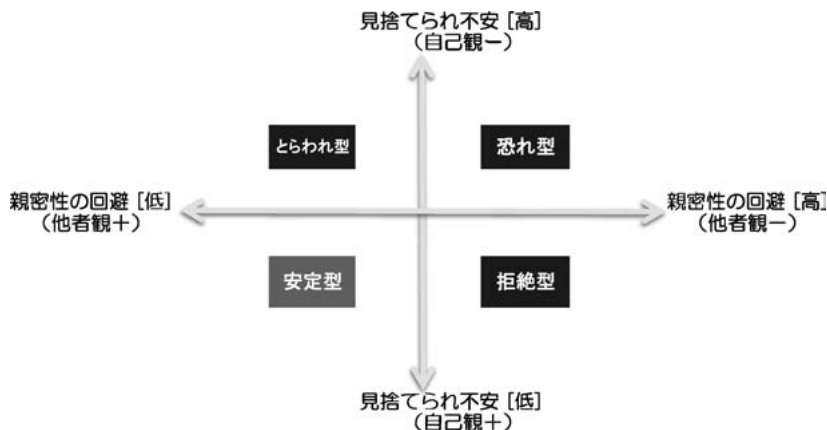 見捨てられ不安 [高]
（自己観ー）
とらわれ型
恐れ型
親密性の回避 [低]
（他者観＋）
親密性の回避 [高]
（他者観ー）
安定型
拒絶型
見捨てられ不安 [低]
（自己観＋）